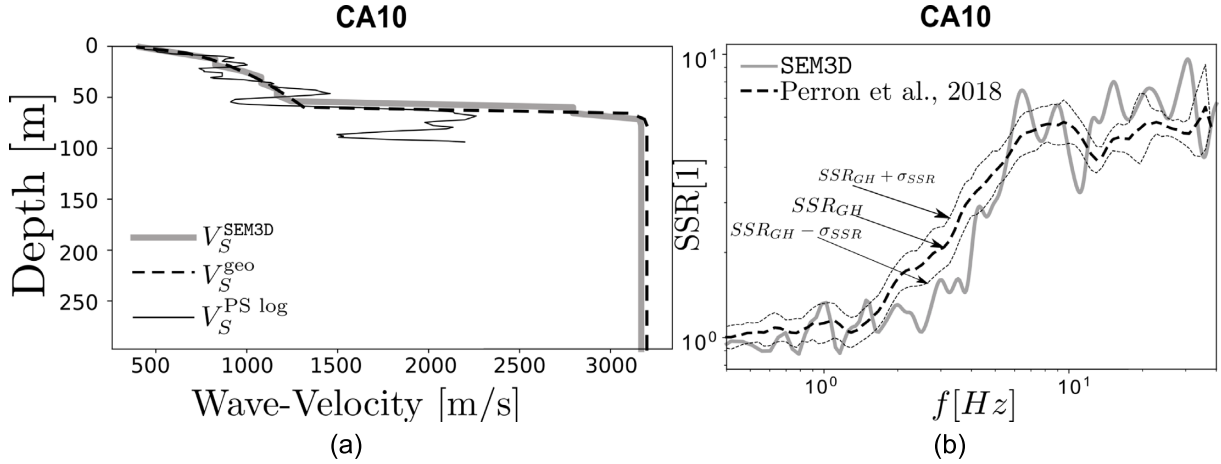 CA10
0
50
100
150
200
250
Depth [m]
V_S^SEM3D
V_S^geo
V_S^PS log
500
1000
1500
2000
2500
3000
Wave-Velocity [m/s]
(a)
CA10
10^1
10^0
SSR[1]
SEM3D
Perron et al., 2018
SSR_GH + σ_SSR
SSR_GH
SSR_GH − σ_SSR
10^0
10^1
f[Hz]
(b)